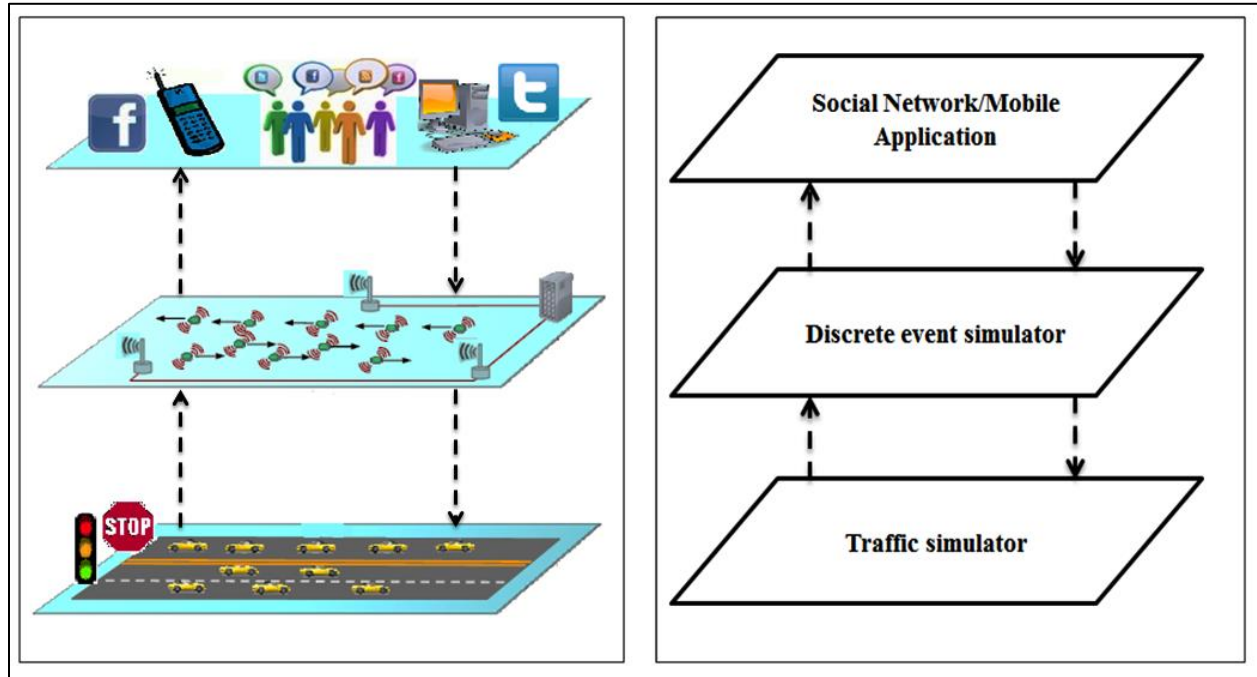 f
t
STOP
Social Network/Mobile
Application
Discrete event simulator
Traffic simulator